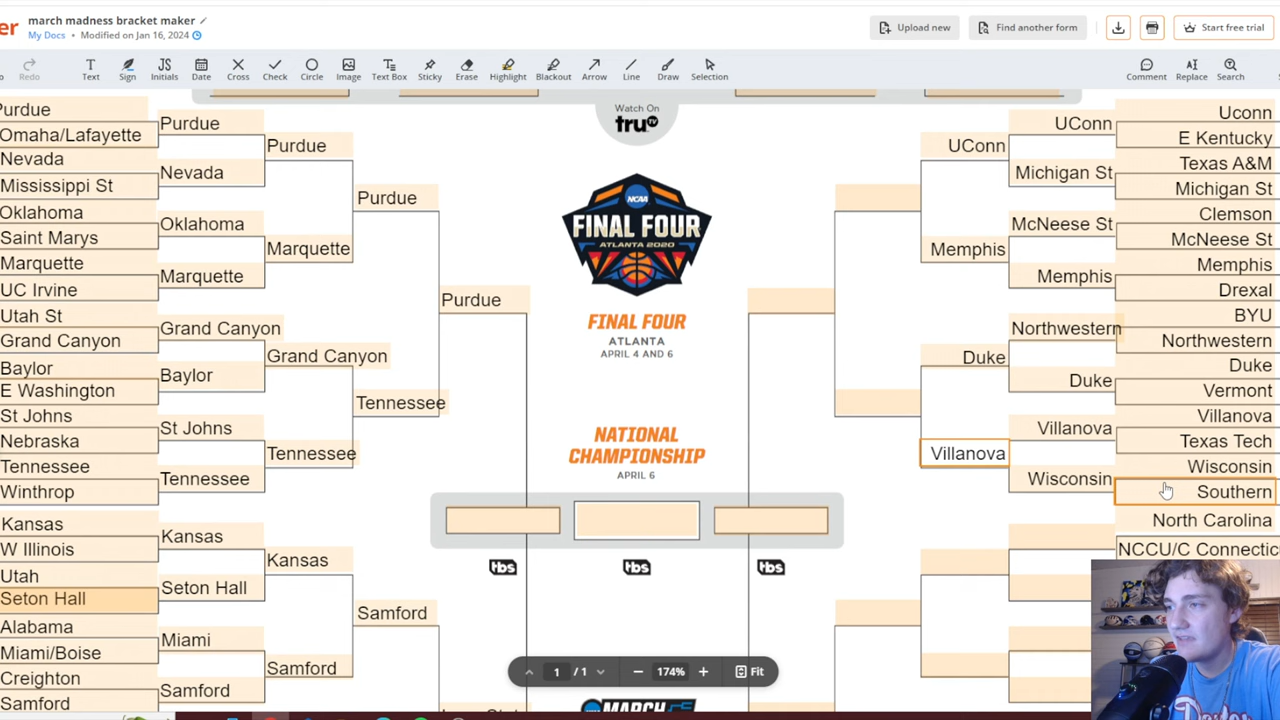 er
march madness bracket maker
My Docs • Modified on Jan 16, 2024
Upload new
Find another form
Start free trial
Redo
Text
Sign
Initials
Date
Cross
Check
Circle
Image
Text Box
Sticky
Erase
Highlight
Blackout
Arrow
Line
Draw
Selection
Comment
Replace
Search
Purdue
Omaha/Lafayette
Nevada
Mississippi St
Oklahoma
Saint Marys
Marquette
UC Irvine
Utah St
Grand Canyon
Baylor
E Washington
St Johns
Nebraska
Tennessee
Winthrop
Kansas
W Illinois
Utah
Seton Hall
Alabama
Miami/Boise
Creighton
Samford
Purdue
Nevada
Oklahoma
Marquette
Grand Canyon
Baylor
St Johns
Tennessee
Kansas
Seton Hall
Miami
Samford
Purdue
Marquette
Grand Canyon
Tennessee
Kansas
Samford
Purdue
Tennessee
Samford
Purdue
Watch On
truTV
NCAA
FINAL FOUR
ATLANTA 2020
FINAL FOUR
ATLANTA
APRIL 4 AND 6
NATIONAL
CHAMPIONSHIP
APRIL 6
tbs
tbs
tbs
1 / 1
174%
Fit
MARCH
UConn
Memphis
Duke
Villanova
UConn
Michigan St
McNeese St
Memphis
Northwestern
Duke
Villanova
Wisconsin
Uconn
E Kentucky
Texas A&M
Michigan St
Clemson
McNeese St
Memphis
Drexal
BYU
Northwestern
Duke
Vermont
Villanova
Texas Tech
Wisconsin
Southern
North Carolina
NCCU/C Connectic